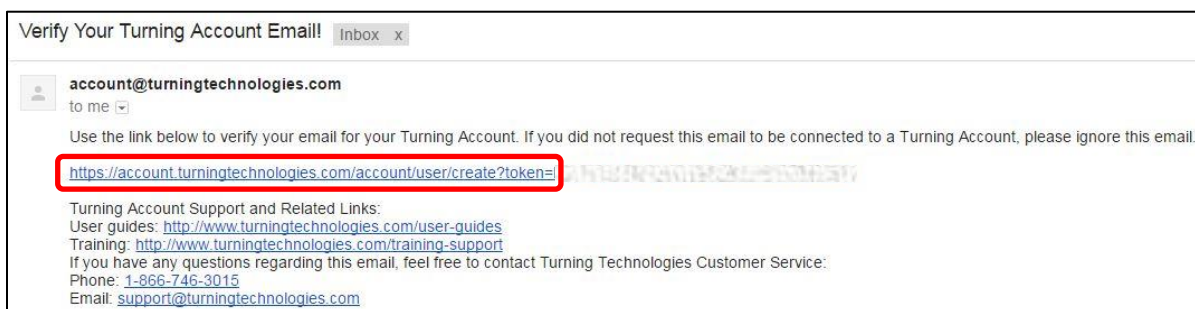 Verify Your Turning Account Email! Inbox x
account@turningtechnologies.com
to me
Use the link below to verify your email for your Turning Account. If you did not request this email to be connected to a Turning Account, please ignore this email.
https://account.turningtechnologies.com/account/user/create?token=
Turning Account Support and Related Links:
User guides: http://www.turningtechnologies.com/user-guides
Training: http://www.turningtechnologies.com/training-support
If you have any questions regarding this email, feel free to contact Turning Technologies Customer Service:
Phone: 1-866-746-3015
Email: support@turningtechnologies.com